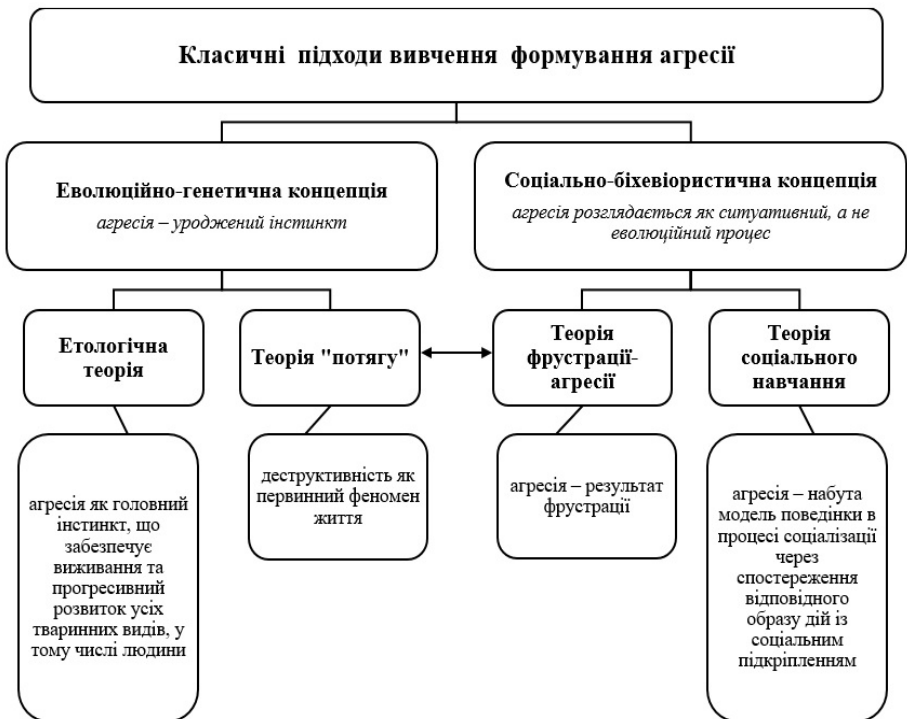 Класичні підходи вивчення формування агресії
Еволюційно-генетична концепція
агресія – уроджений інстинкт
Соціально-біхевіористична концепція
агресія розглядається як ситуативний, а не
еволюційний процес
Етологічна
теорія
Теорія "потягу"
Теорія
фрустрації-
агресії
Теорія
соціального
навчання
агресія як головний
інстинкт, що
забезпечує
виживання та
прогресивний
розвиток усіх
тваринних видів, у
тому числі людини
деструктивність як
первинний феномен
життя
агресія – результат
фрустрації
агресія – набута
модель поведінки в
процесі соціалізації
через
спостереження
відповідного
образу дій із
соціальним
підкріпленням